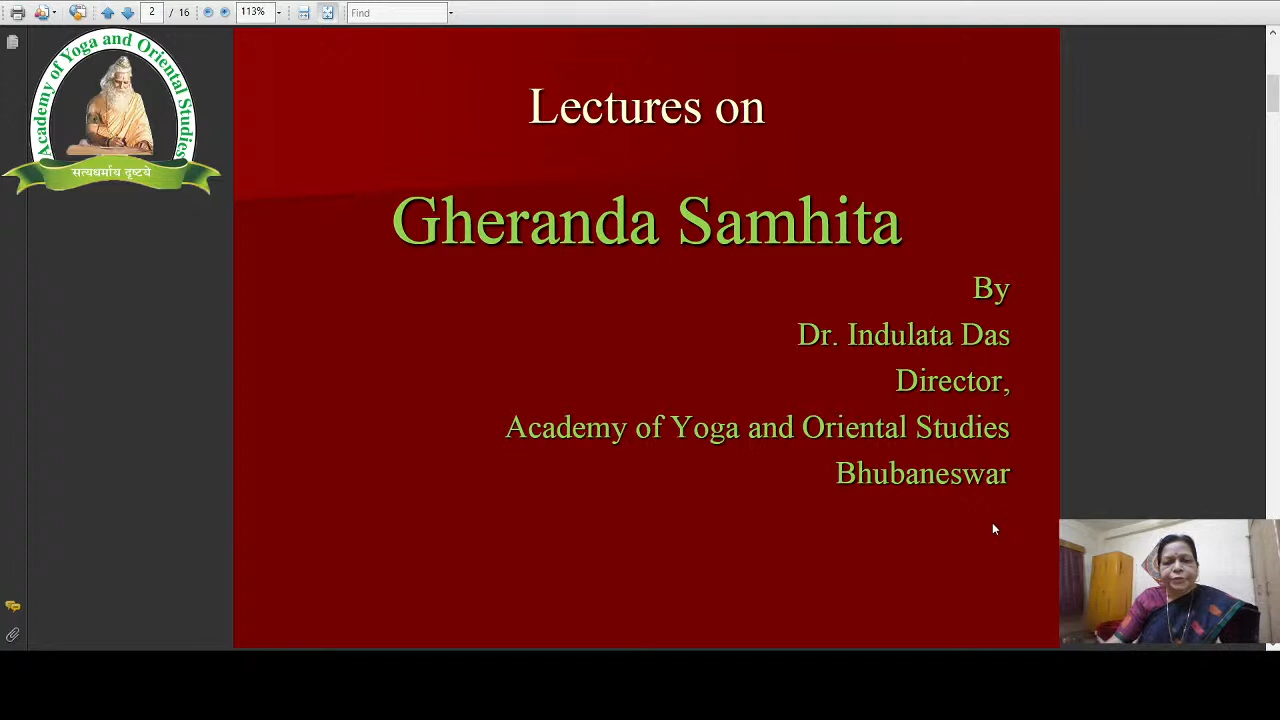 2 / 16
113%
Find
Academy of Yoga and Oriental Studies
सत्यधर्माय दृष्टये
Lectures on
Gheranda Samhita
By
Dr. Indulata Das
Director,
Academy of Yoga and Oriental Studies
Bhubaneswar